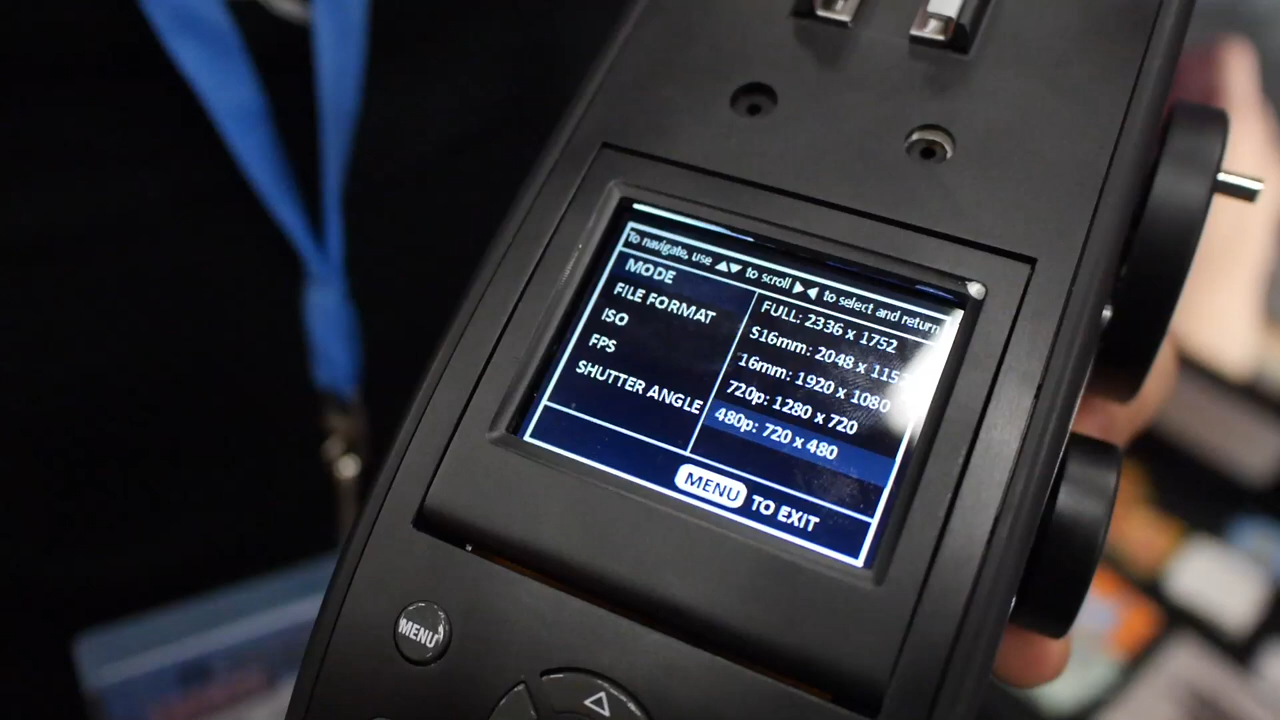 To navigate, use ▲▼ to scroll ▶◀ to select and return
MODE
FILE FORMAT
ISO
FPS
SHUTTER ANGLE
FULL: 2336 x 1752
S16mm: 2048 x 1152
16mm: 1920 x 1080
720p: 1280 x 720
480p: 720 x 480
MENU TO EXIT
MENU